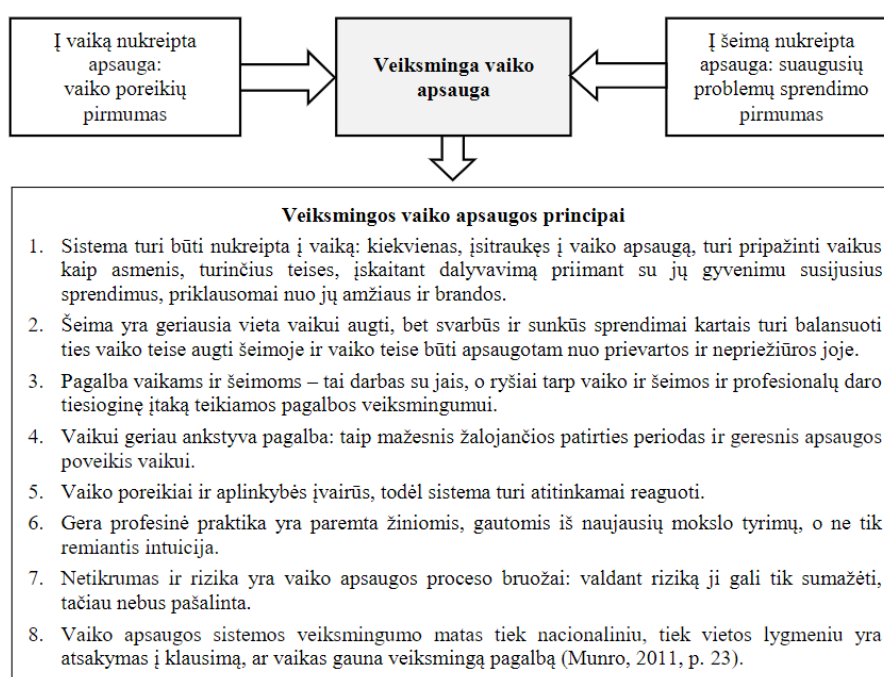 Į vaiką nukreipta
apsauga:
vaiko poreikių
pirmumas
Veiksminga vaiko
apsauga
Į šeimą nukreipta
apsauga: suaugusių
problemų sprendimo
pirmumas
Veiksmingos vaiko apsaugos principai
1. Sistema turi būti nukreipta į vaiką: kiekvienas, įsitraukęs į vaiko apsaugą, turi pripažinti vaikus
kaip asmenis, turinčius teises, įskaitant dalyvavimą priimant su jų gyvenimu susijusius
sprendimus, priklausomai nuo jų amžiaus ir brandos.
2. Šeima yra geriausia vieta vaikui augti, bet svarbūs ir sunkūs sprendimai kartais turi balansuoti
ties vaiko teise augti šeimoje ir vaiko teise būti apsaugotam nuo prievartos ir nepriežiūros joje.
3. Pagalba vaikams ir šeimoms – tai darbas su jais, o ryšiai tarp vaiko ir šeimos ir profesionalų daro
tiesioginę įtaką teikiamos pagalbos veiksmingumui.
4. Vaikui geriau ankstyva pagalba: taip mažesnis žalojančios patirties periodas ir geresnis apsaugos
poveikis vaikui.
5. Vaiko poreikiai ir aplinkybės įvairūs, todėl sistema turi atitinkamai reaguoti.
6. Gera profesinė praktika yra paremta žiniomis, gautomis iš naujausių mokslo tyrimų, o ne tik
remiantis intuicija.
7. Netikrumas ir rizika yra vaiko apsaugos proceso bruožai: valdant riziką ji gali tik sumažėti,
tačiau nebus pašalinta.
8. Vaiko apsaugos sistemos veiksmingumo matas tiek nacionaliniu, tiek vietos lygmeniu yra
atsakymas į klausimą, ar vaikas gauna veiksmingą pagalbą (Munro, 2011, p. 23).